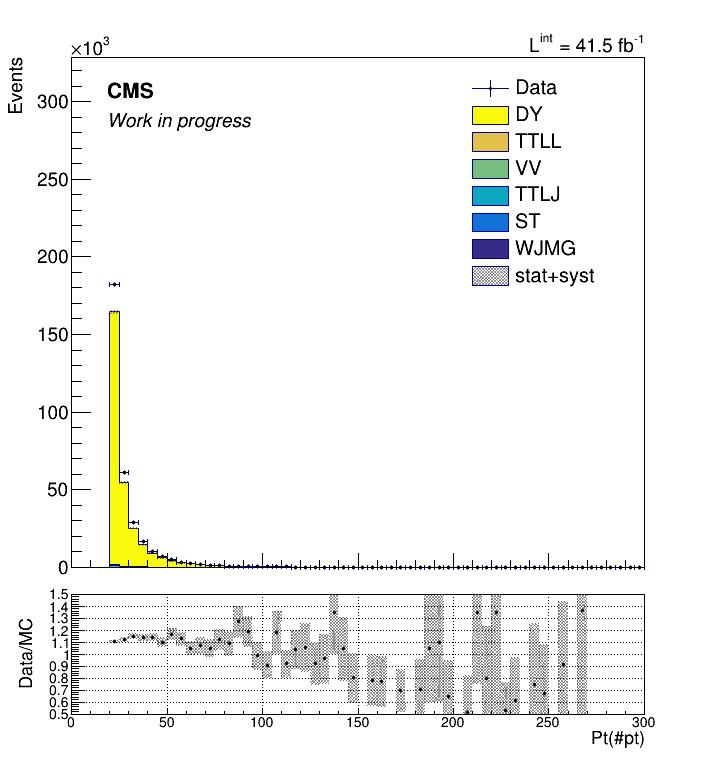 ×10³
L^int = 41.5 fb⁻¹
Events
CMS
Work in progress
Data
DY
TTLL
VV
TTLJ
ST
WJMG
stat+syst
300
250
200
150
100
50
0
Data/MC
1.5
1.4
1.3
1.2
1.1
1
0.9
0.8
0.7
0.6
0.5
0 50 100 150 200 250 300
Pt(#pt)